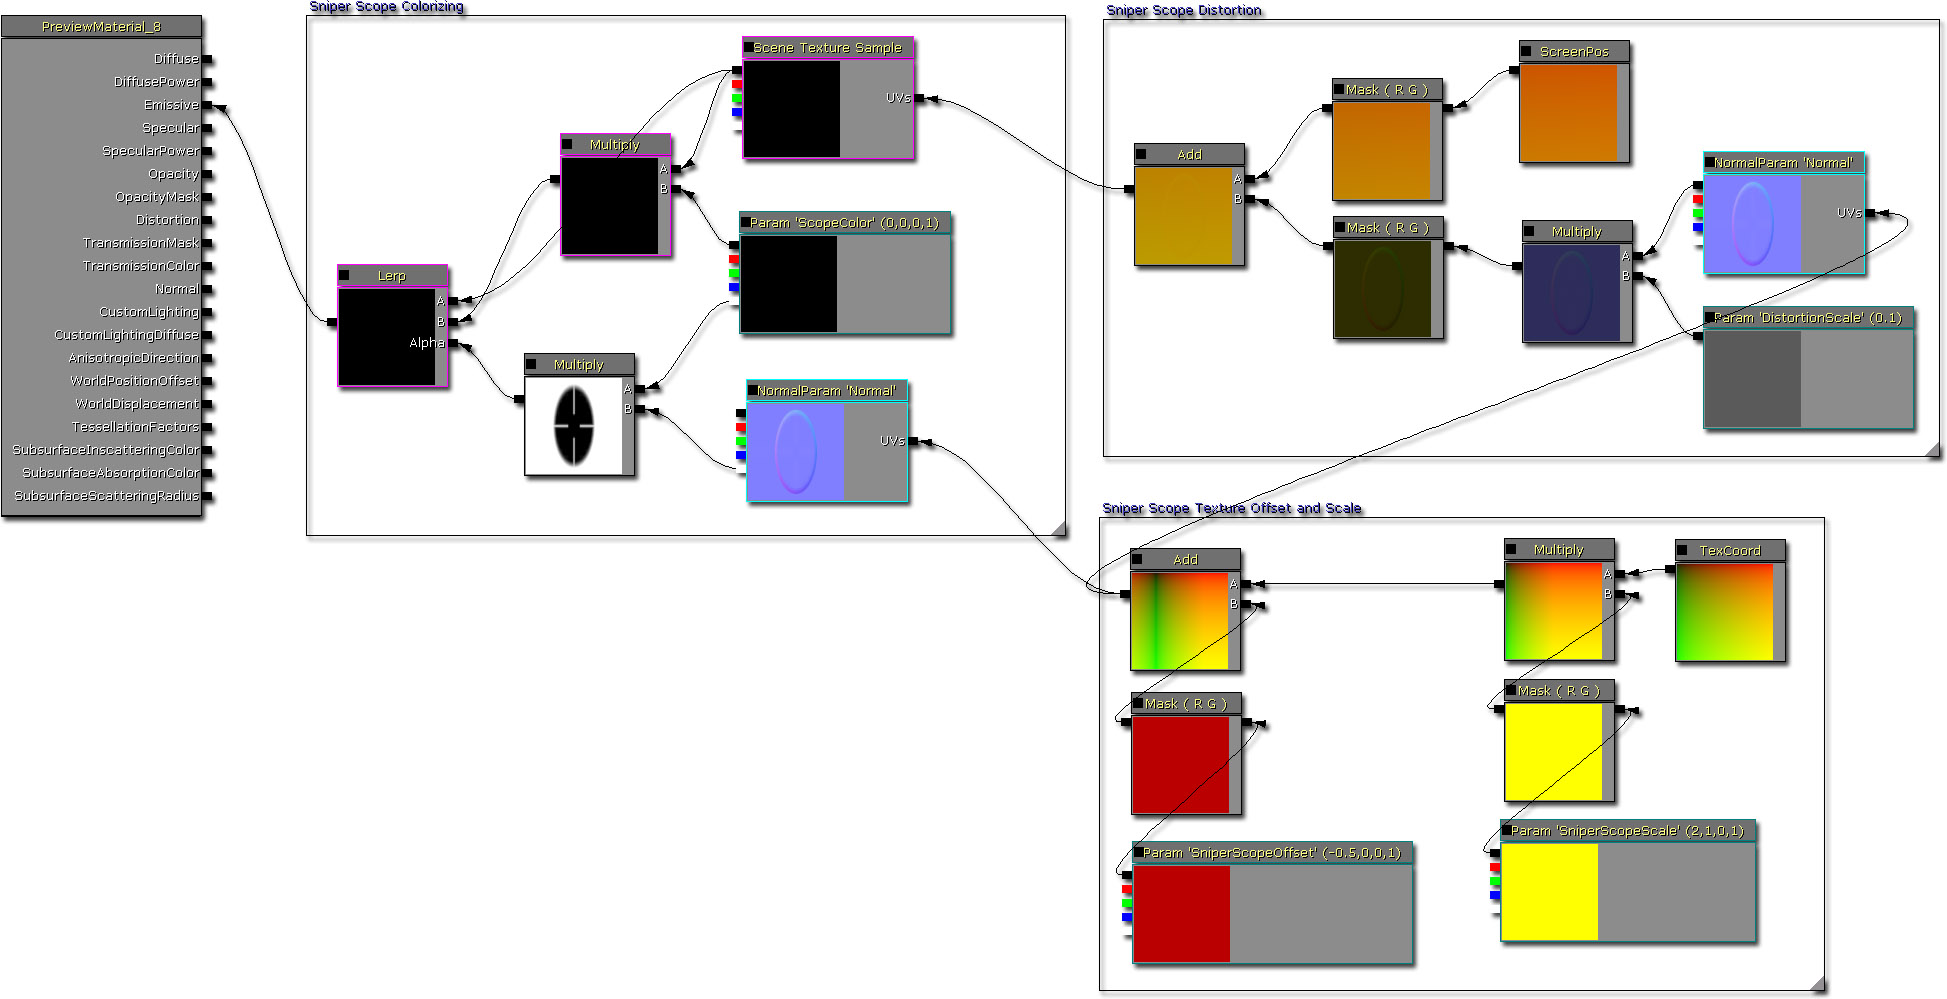 PreviewMaterial_8
Diffuse
DiffusePower
Emissive
Specular
SpecularPower
Opacity
OpacityMask
Distortion
TransmissionMask
TransmissionColor
Normal
CustomLighting
CustomLightingDiffuse
AnisotropicDirection
WorldPositionOffset
WorldDisplacement
TessellationFactors
SubsurfaceInscatteringColor
SubsurfaceAbsorptionColor
SubsurfaceScatteringRadius
Sniper Scope Colorizing
Scene Texture Sample
UVs
Multiply
A
B
Param 'ScopeColor' (0,0,0,1)
Lerp
A
B
Alpha
Multiply
A
B
NormalParam 'Normal'
UVs
Sniper Scope Distortion
ScreenPos
Mask ( R G )
Add
A
B
NormalParam 'Normal'
UVs
Mask ( R G )
Multiply
A
B
Param 'DistortionScale' (0.1)
Sniper Scope Texture Offset and Scale
Add
A
B
Multiply
A
B
TexCoord
Mask ( R G )
Mask ( R G )
Param 'SniperScopeOffset' (-0.5,0,0,1)
Param 'SniperScopeScale' (2,1,0,1)